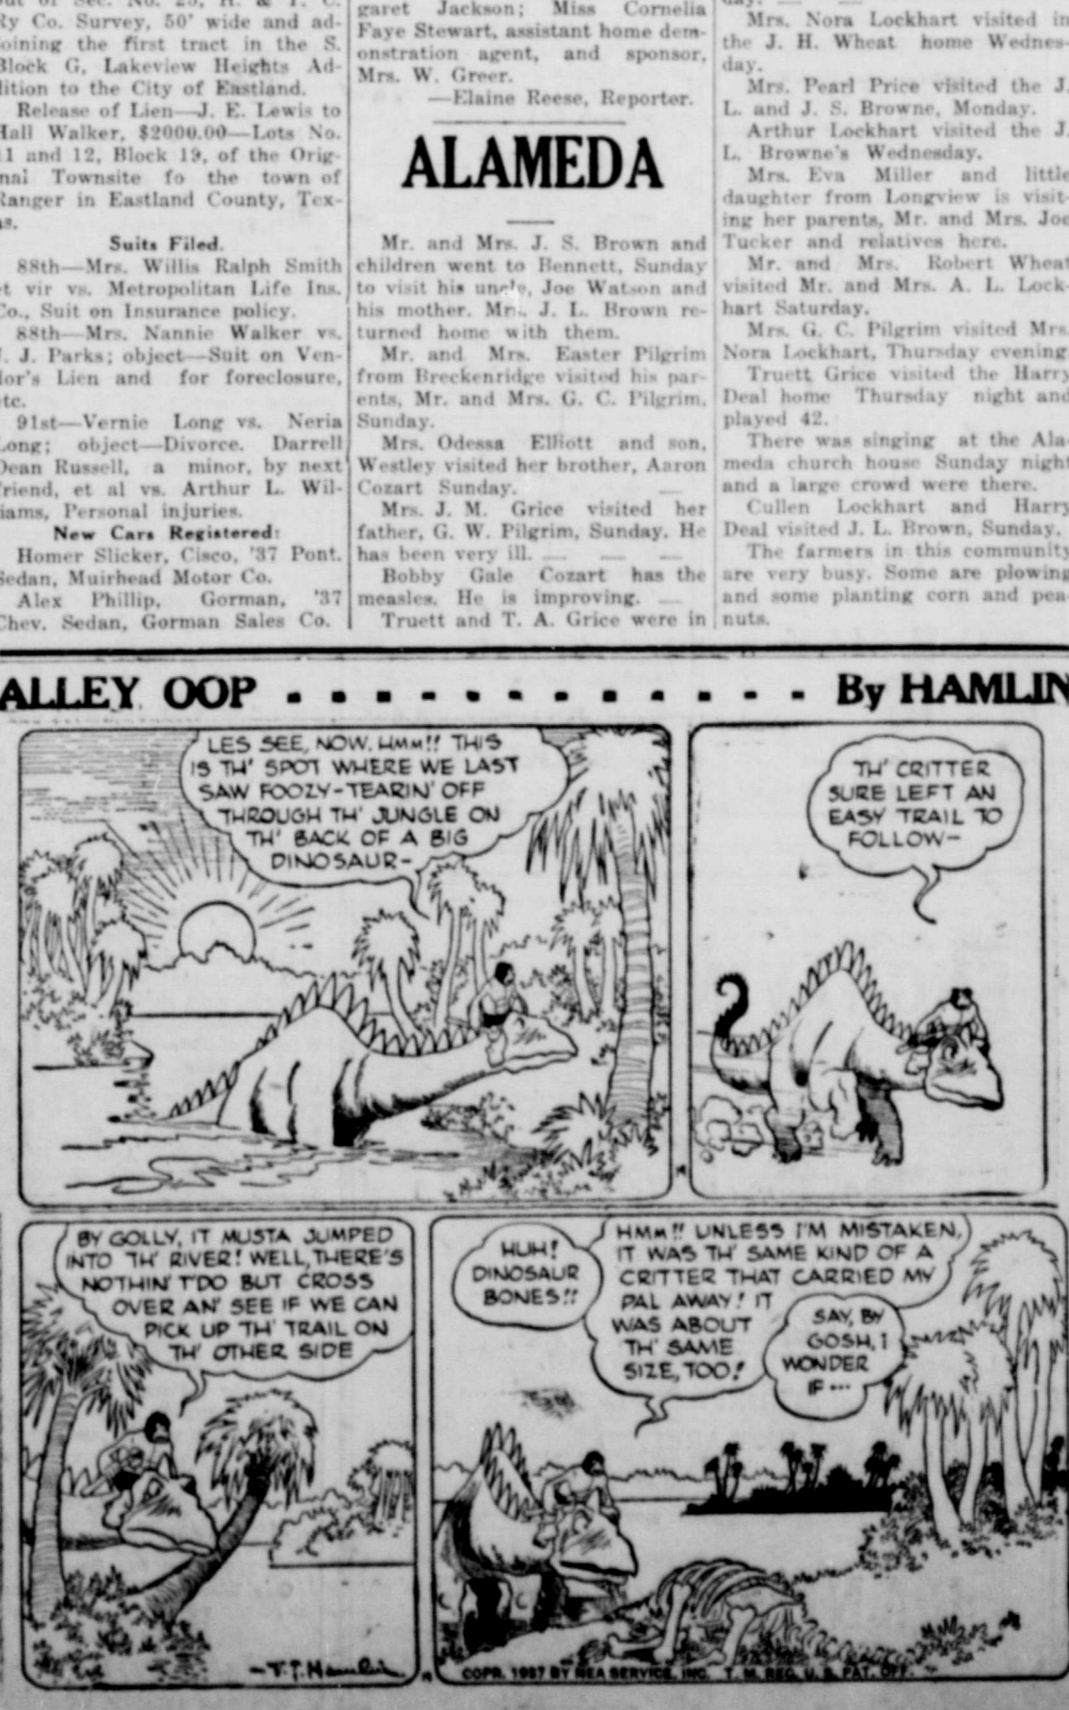 Ry Co. Survey, 50' wide and ad-
joining the first tract in the S.
Block G, Lakeview Heights Ad-
dition to the City of Eastland.
Release of Lien—J. E. Lewis to
Hall Walker, $2000.00—Lots No.
11 and 12, Block 19, of the Orig-
inal Townsite fo the town of
Ranger in Eastland County, Tex-
as.
Suits Filed.
88th—Mrs. Willis Ralph Smith
et vir vs. Metropolitan Life Ins.
Co., Suit on Insurance policy.
88th—Mrs. Nannie Walker vs.
J. Parks; object—Suit on Ven-
dor's Lien and for foreclosure,
etc.
91st—Vernie Long vs. Neria
Long; object—Divorce. Darrell
Dean Russell, a minor, by next
friend, et al vs. Arthur L. Wil-
liams, Personal injuries.
New Cars Registered:
Homer Slicker, Cisco, '37 Pont.
Sedan, Muirhead Motor Co.
Alex Phillip, Gorman, '37
Chev. Sedan, Gorman Sales Co.
garet Jackson; Miss Cornelia
Faye Stewart, assistant home dem-
onstration agent, and sponsor,
Mrs. W. Greer.
—Elaine Reese, Reporter.
ALAMEDA
Mr. and Mrs. J. S. Brown and
children went to Bennett, Sunday
to visit his uncle, Joe Watson and
his mother. Mrs. J. L. Brown re-
turned home with them.
Mr. and Mrs. Easter Pilgrim
from Breckenridge visited his par-
ents, Mr. and Mrs. G. C. Pilgrim,
Sunday.
Mrs. Odessa Elliott and son,
Westley visited her brother, Aaron
Cozart Sunday.
Mrs. J. M. Grice visited her
father, G. W. Pilgrim, Sunday. He
has been very ill.
Bobby Gale Cozart has the
measles. He is improving.
Truett and T. A. Grice were in
Mrs. Nora Lockhart visited in
the J. H. Wheat home Wednes-
day.
Mrs. Pearl Price visited the J.
L. and J. S. Browne, Monday.
Arthur Lockhart visited the J.
L. Browne's Wednesday.
Mrs. Eva Miller and little
daughter from Longview is visit-
ing her parents, Mr. and Mrs. Joe
Tucker and relatives here.
Mr. and Mrs. Robert Wheat
visited Mr. and Mrs. A. L. Lock-
hart Saturday.
Mrs. G. C. Pilgrim visited Mrs.
Nora Lockhart, Thursday evening.
Truett Grice visited the Harry
Deal home Thursday night and
played 42.
There was singing at the Ala-
meda church house Sunday night
and a large crowd were there.
Cullen Lockhart and Harry
Deal visited J. L. Brown, Sunday.
The farmers in this community
are very busy. Some are plowing
and some planting corn and pea-
nuts.
ALLEY OOP - - - - - - - - - - - - By HAMLIN
LES SEE, NOW. HMM!! THIS
IS TH' SPOT WHERE WE LAST
SAW FOOZY-TEARIN' OFF
THROUGH TH' JUNGLE ON
TH' BACK OF A BIG
DINOSAUR-
TH' CRITTER
SURE LEFT AN
EASY TRAIL TO
FOLLOW-
BY GOLLY, IT MUSTA JUMPED
INTO TH' RIVER! WELL, THERE'S
NOTHIN' T'DO BUT CROSS
OVER AN' SEE IF WE CAN
PICK UP TH' TRAIL ON
TH' OTHER SIDE
-V.T. Hamlin
HUH!
DINOSAUR
BONES!!
HMM!! UNLESS I'M MISTAKEN,
IT WAS TH' SAME KIND OF A
CRITTER THAT CARRIED MY
PAL AWAY! IT
WAS ABOUT
TH' SAME
SIZE, TOO!
SAY, BY
GOSH, I
WONDER
IF ---
COPR. 1937 BY NEA SERVICE, INC. T. M. REG. U. S. PAT. OFF.